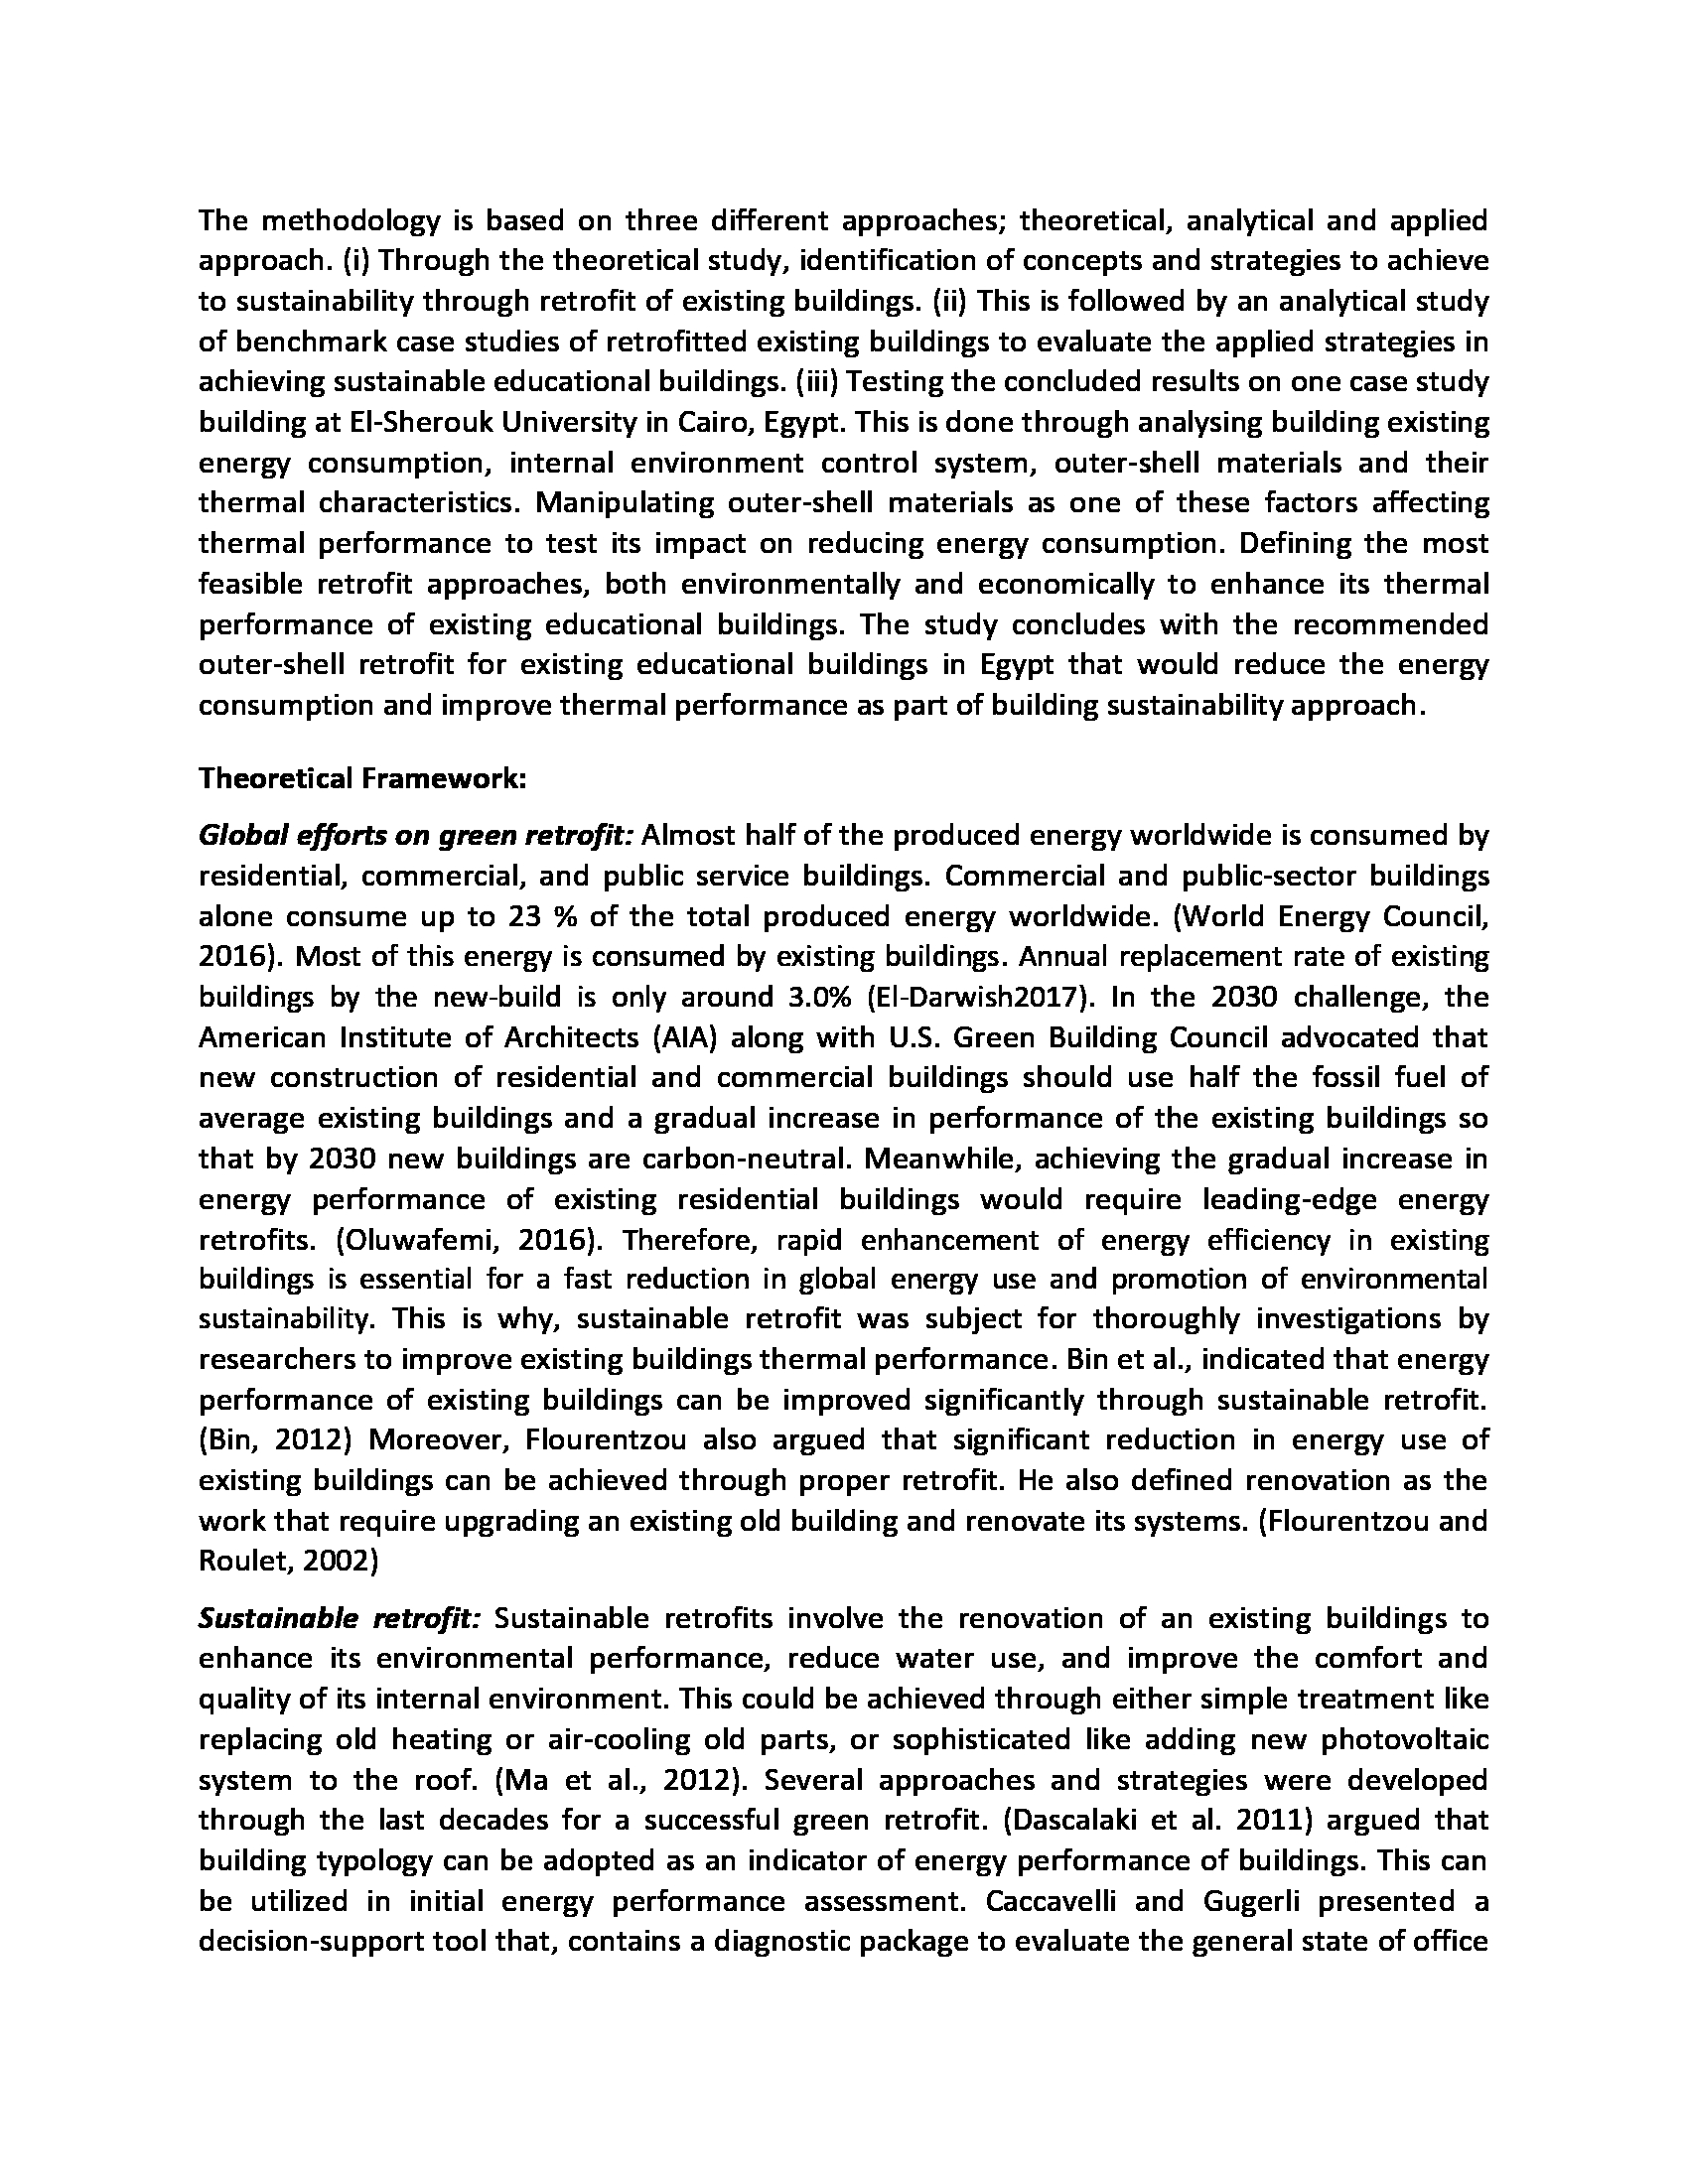 The methodology is based on three different approaches; theoretical, analytical and applied
approach. (i) Through the theoretical study, identification of concepts and strategies to achieve
to sustainability through retrofit of existing buildings. (ii) This is followed by an analytical study
of benchmark case studies of retrofitted existing buildings to evaluate the applied strategies in
achieving sustainable educational buildings. (iii) Testing the concluded results on one case study
building at El-Sherouk University in Cairo, Egypt. This is done through analysing building existing
energy consumption, internal environment control system, outer-shell materials and their
thermal characteristics. Manipulating outer-shell materials as one of these factors affecting
thermal performance to test its impact on reducing energy consumption. Defining the most
feasible retrofit approaches, both environmentally and economically to enhance its thermal
performance of existing educational buildings. The study concludes with the recommended
outer-shell retrofit for existing educational buildings in Egypt that would reduce the energy
consumption and improve thermal performance as part of building sustainability approach.
Theoretical Framework:
Global efforts on green retrofit: Almost half of the produced energy worldwide is consumed by
residential, commercial, and public service buildings. Commercial and public-sector buildings
alone consume up to 23 % of the total produced energy worldwide. (World Energy Council,
2016). Most of this energy is consumed by existing buildings. Annual replacement rate of existing
buildings by the new-build is only around 3.0% (El-Darwish2017). In the 2030 challenge, the
American Institute of Architects (AIA) along with U.S. Green Building Council advocated that
new construction of residential and commercial buildings should use half the fossil fuel of
average existing buildings and a gradual increase in performance of the existing buildings so
that by 2030 new buildings are carbon-neutral. Meanwhile, achieving the gradual increase in
energy performance of existing residential buildings would require leading-edge energy
retrofits. (Oluwafemi, 2016). Therefore, rapid enhancement of energy efficiency in existing
buildings is essential for a fast reduction in global energy use and promotion of environmental
sustainability. This is why, sustainable retrofit was subject for thoroughly investigations by
researchers to improve existing buildings thermal performance. Bin et al., indicated that energy
performance of existing buildings can be improved significantly through sustainable retrofit.
(Bin, 2012) Moreover, Flourentzou also argued that significant reduction in energy use of
existing buildings can be achieved through proper retrofit. He also defined renovation as the
work that require upgrading an existing old building and renovate its systems. (Flourentzou and
Roulet, 2002)
Sustainable retrofit: Sustainable retrofits involve the renovation of an existing buildings to
enhance its environmental performance, reduce water use, and improve the comfort and
quality of its internal environment. This could be achieved through either simple treatment like
replacing old heating or air-cooling old parts, or sophisticated like adding new photovoltaic
system to the roof. (Ma et al., 2012). Several approaches and strategies were developed
through the last decades for a successful green retrofit. (Dascalaki et al. 2011) argued that
building typology can be adopted as an indicator of energy performance of buildings. This can
be utilized in initial energy performance assessment. Caccavelli and Gugerli presented a
decision-support tool that, contains a diagnostic package to evaluate the general state of office